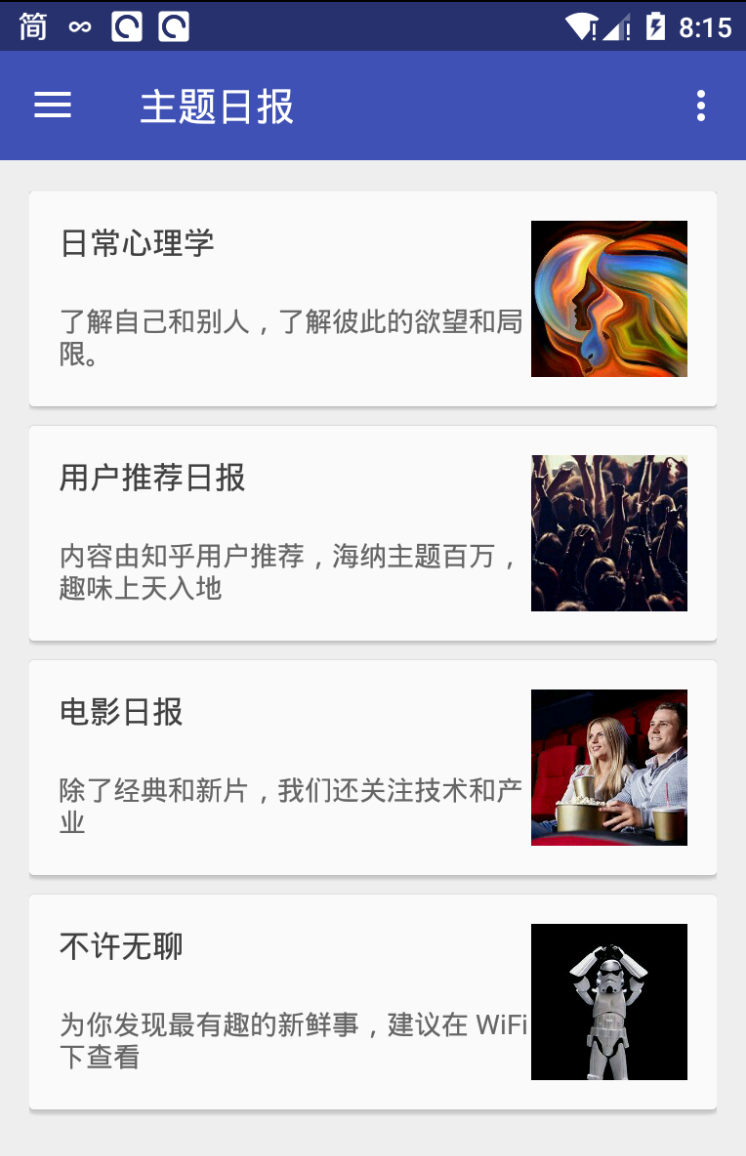 简 8:15
主题日报
日常心理学
了解自己和别人，了解彼此的欲望和局
限。
用户推荐日报
内容由知乎用户推荐，海纳主题百万，
趣味上天入地
电影日报
除了经典和新片，我们还关注技术和产
业
不许无聊
为你发现最有趣的新鲜事，建议在 WiFi
下查看